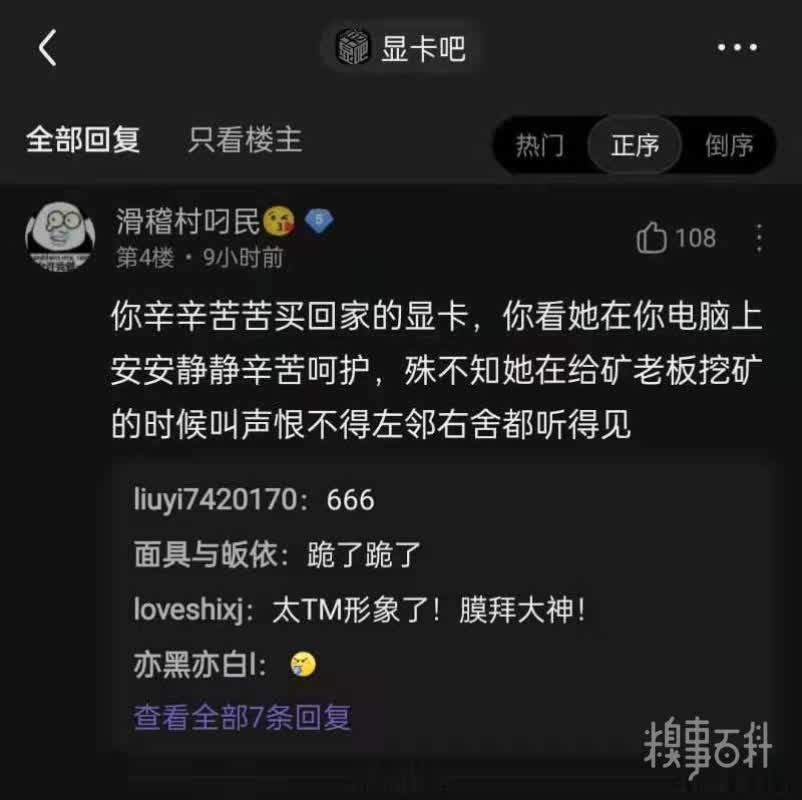 显卡吧
全部回复 只看楼主 热门 正序 倒序
滑稽村叼民
第4楼 · 9小时前
108
你辛辛苦苦买回家的显卡，你看她在你电脑上
安安静静辛苦呵护，殊不知她在给矿老板挖矿
的时候叫声恨不得左邻右舍都听得见
liuyi7420170：666
面具与皈依：跪了跪了
loveshixj：太TM形象了！膜拜大神！
亦黑亦白l：
查看全部7条回复
糗事百科